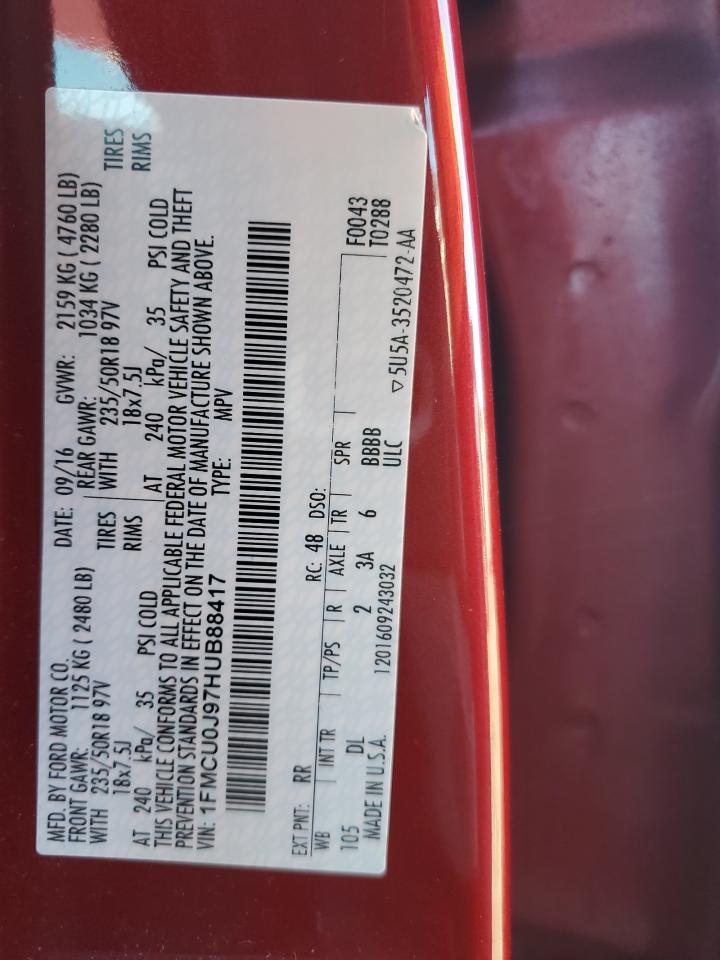 MFD. BY FORD MOTOR CO. DATE: 09/16 GVWR: 2159 KG ( 4760 LB)
FRONT GAWR: 1125 KG ( 2480 LB) REAR GAWR: 1034 KG ( 2280 LB)
WITH 235/50R18 97V TIRES WITH 235/50R18 97V TIRES
18x7.5J RIMS 18x7.5J RIMS
AT 240 kPa/ 35 PSI COLD AT 240 kPa/ 35 PSI COLD
THIS VEHICLE CONFORMS TO ALL APPLICABLE FEDERAL MOTOR VEHICLE SAFETY AND THEFT
PREVENTION STANDARDS IN EFFECT ON THE DATE OF MANUFACTURE SHOWN ABOVE.
VIN: 1FMCU0J97HUB88417 TYPE: MPV
EXT PNT: RR RC: 48 DSO: F0043
WB INT TR TP/PS R AXLE TR SPR T0288
105 DL 2 3A 6 BBBB
MADE IN U.S.A. 1201609243032 ULC ▽5U5A-3520472-AA